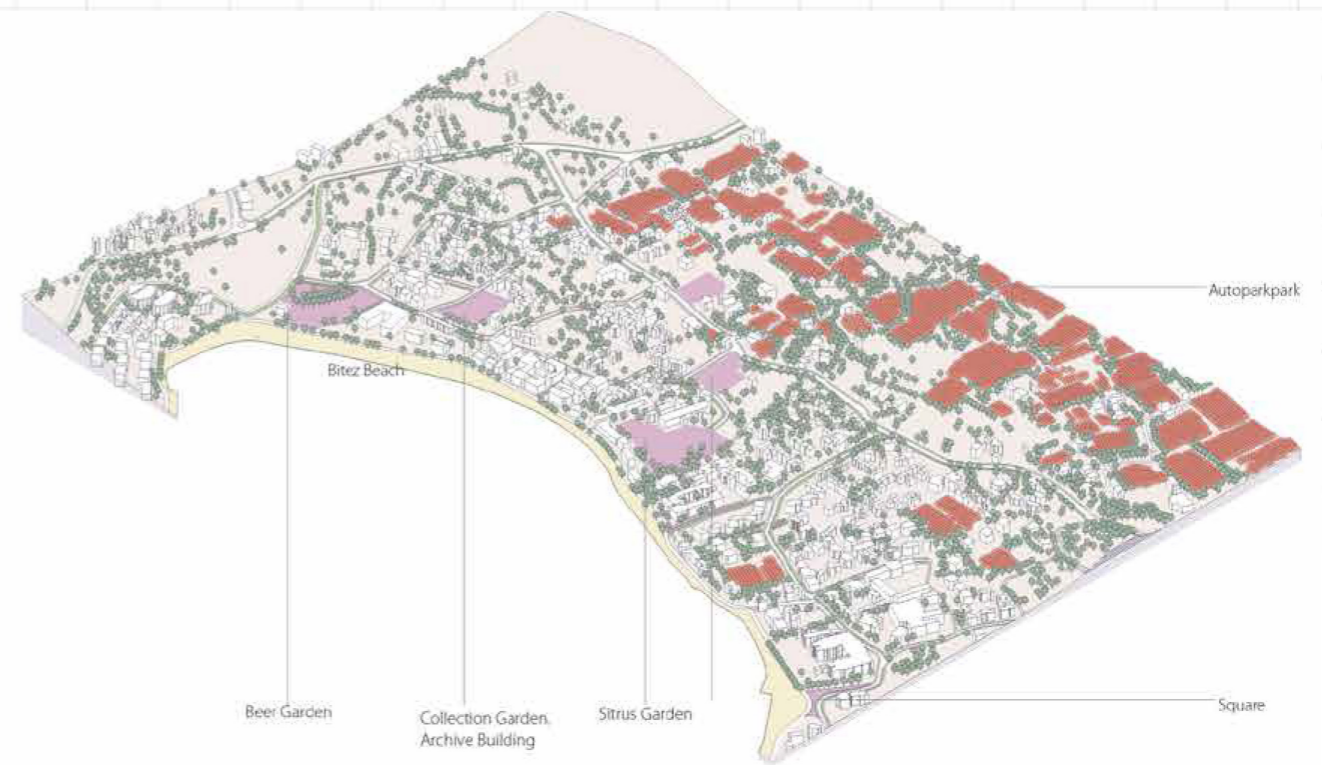 Autoparkpark
Bitez Beach
Beer Garden
Collection Garden.
Archive Building
Sitrus Garden
Square